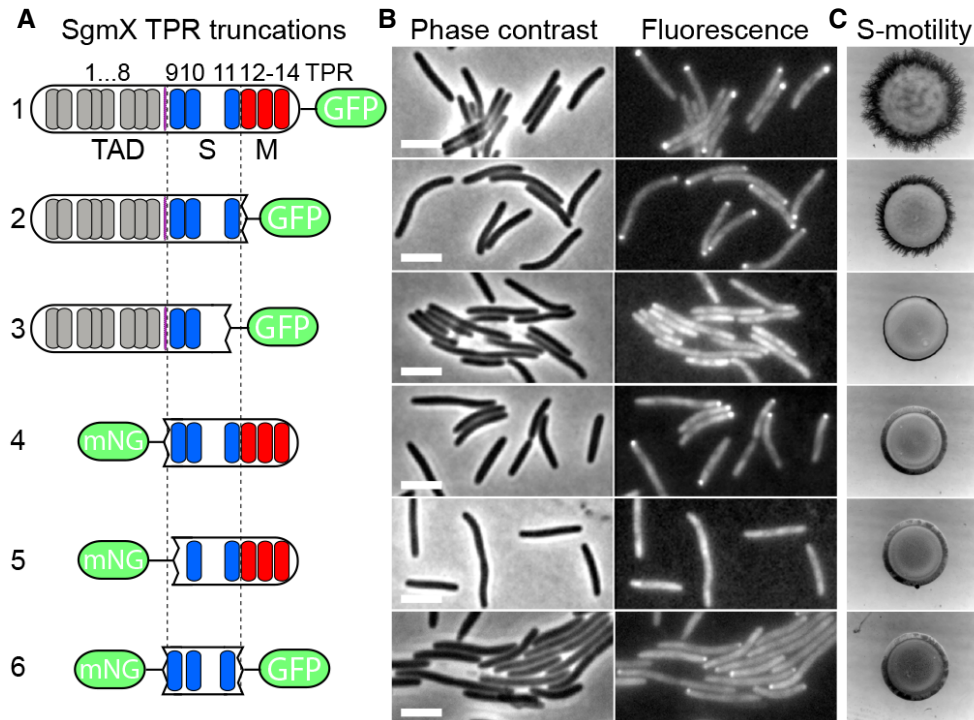 A SgmX TPR truncations
B Phase contrast Fluorescence
C S-motility
1...8 910 11 12-14 TPR
1 GFP
TAD S M
2 GFP
3 GFP
4 mNG
5 mNG
6 mNG GFP